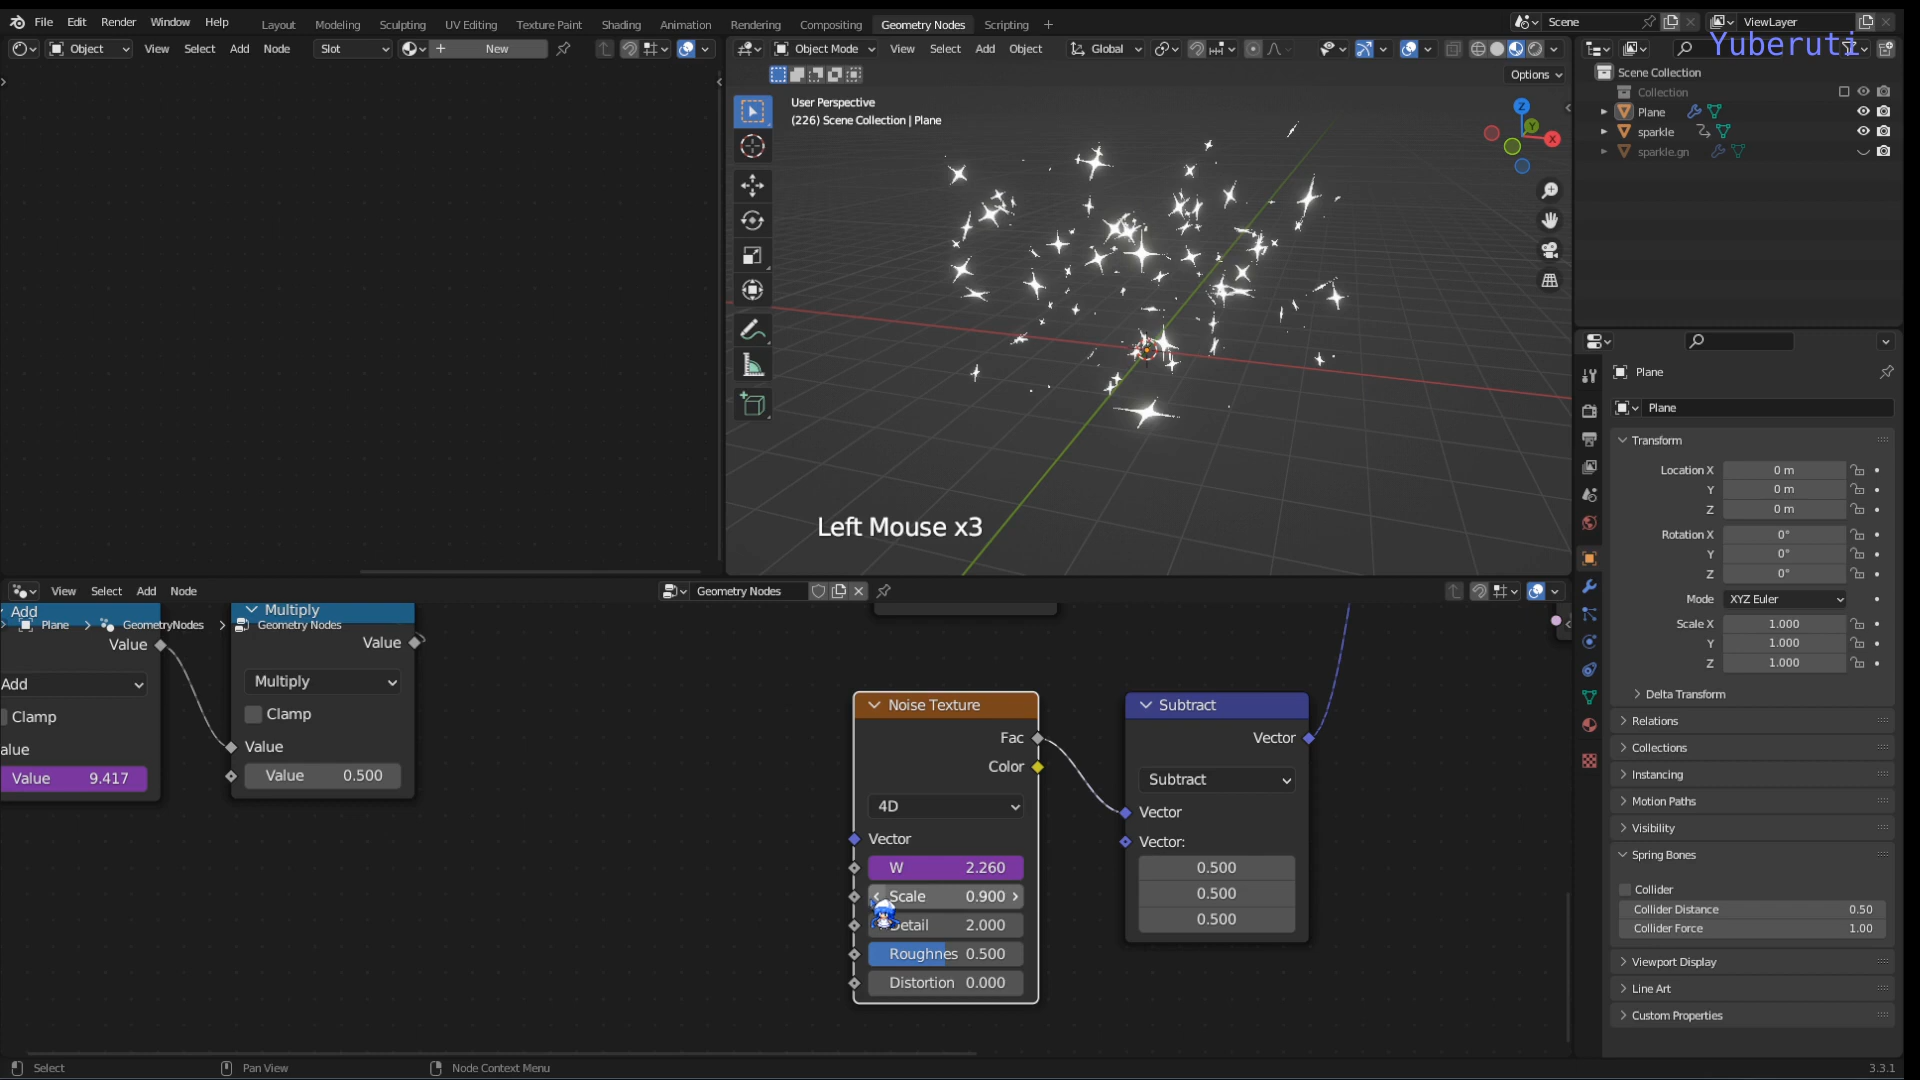 File Edit Render Window Help Layout Modeling Sculpting UV Editing Texture Paint Shading Animation Rendering Compositing Geometry Nodes Scripting + Scene ViewLayer
Object View Select Add Node Slot New
Object Mode View Select Add Object Global
Yuberuti
Options
User Perspective
(226) Scene Collection | Plane
Z
Y
X
Left Mouse x3
Scene Collection
Collection
Plane
sparkle
sparkle.gn
Plane
Plane
Transform
Location X 0 m
Y 0 m
Z 0 m
Rotation X 0°
Y 0°
Z 0°
Mode XYZ Euler
Scale X 1.000
Y 1.000
Z 1.000
Delta Transform
Relations
Collections
Instancing
Motion Paths
Visibility
Spring Bones
Collider
Collider Distance 0.50
Collider Force 1.00
Viewport Display
Line Art
Custom Properties
View Select Add Node Geometry Nodes
Add
Plane > GeometryNodes > Geometry Nodes
Value
Add
Clamp
alue
Value 9.417
Multiply
Value
Multiply
Clamp
Value
Value 0.500
Noise Texture
Fac
Color
4D
Vector
W 2.260
Scale 0.900
Detail 2.000
Roughnes 0.500
Distortion 0.000
Subtract
Vector
Subtract
Vector
Vector:
0.500
0.500
0.500
Select Pan View Node Context Menu 3.3.1